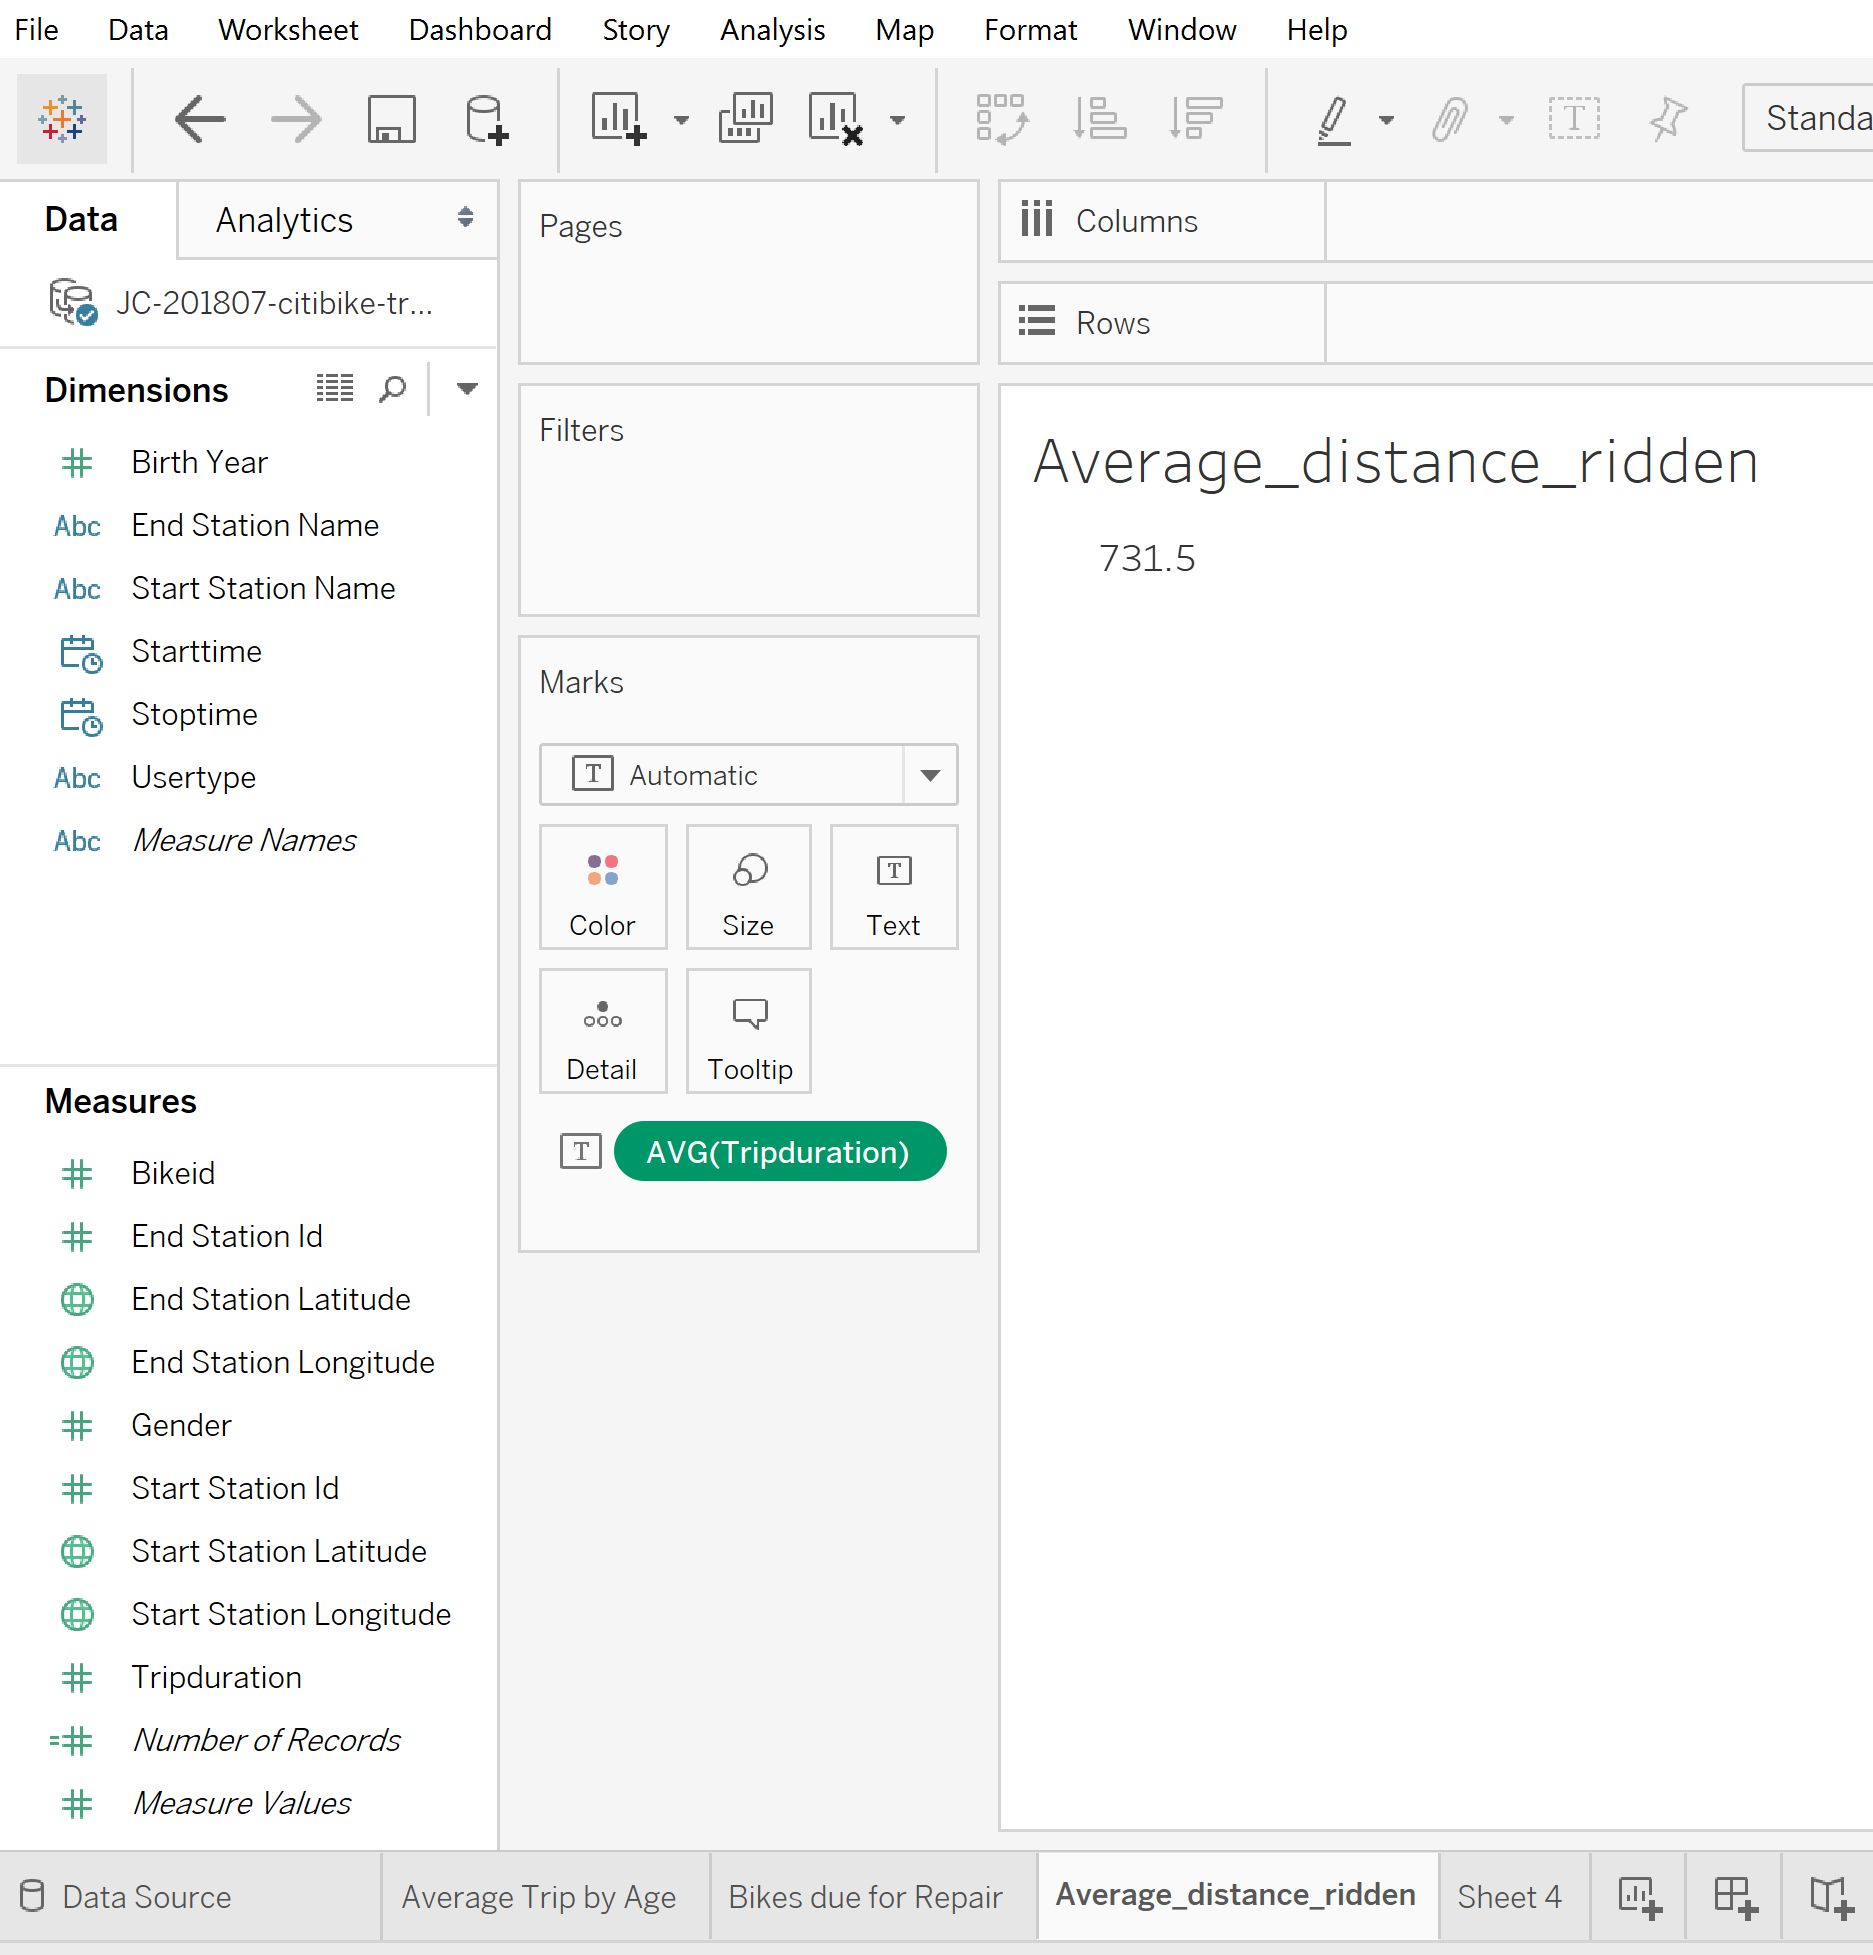 File Data Worksheet Dashboard Story Analysis Map Format Window Help
Data Analytics
JC-201807-citibike-tr...
Dimensions
Birth Year
Abc End Station Name
Abc Start Station Name
Starttime
Stoptime
Abc Usertype
Abc Measure Names
Measures
Bikeid
End Station Id
End Station Latitude
End Station Longitude
Gender
Start Station Id
Start Station Latitude
Start Station Longitude
Tripduration
=# Number of Records
Measure Values
Pages
Filters
Marks
T Automatic
Color Size Text
Detail Tooltip
T AVG(Tripduration)
Standa
Columns
Rows
Average_distance_ridden
731.5
Data Source Average Trip by Age Bikes due for Repair Average_distance_ridden Sheet 4